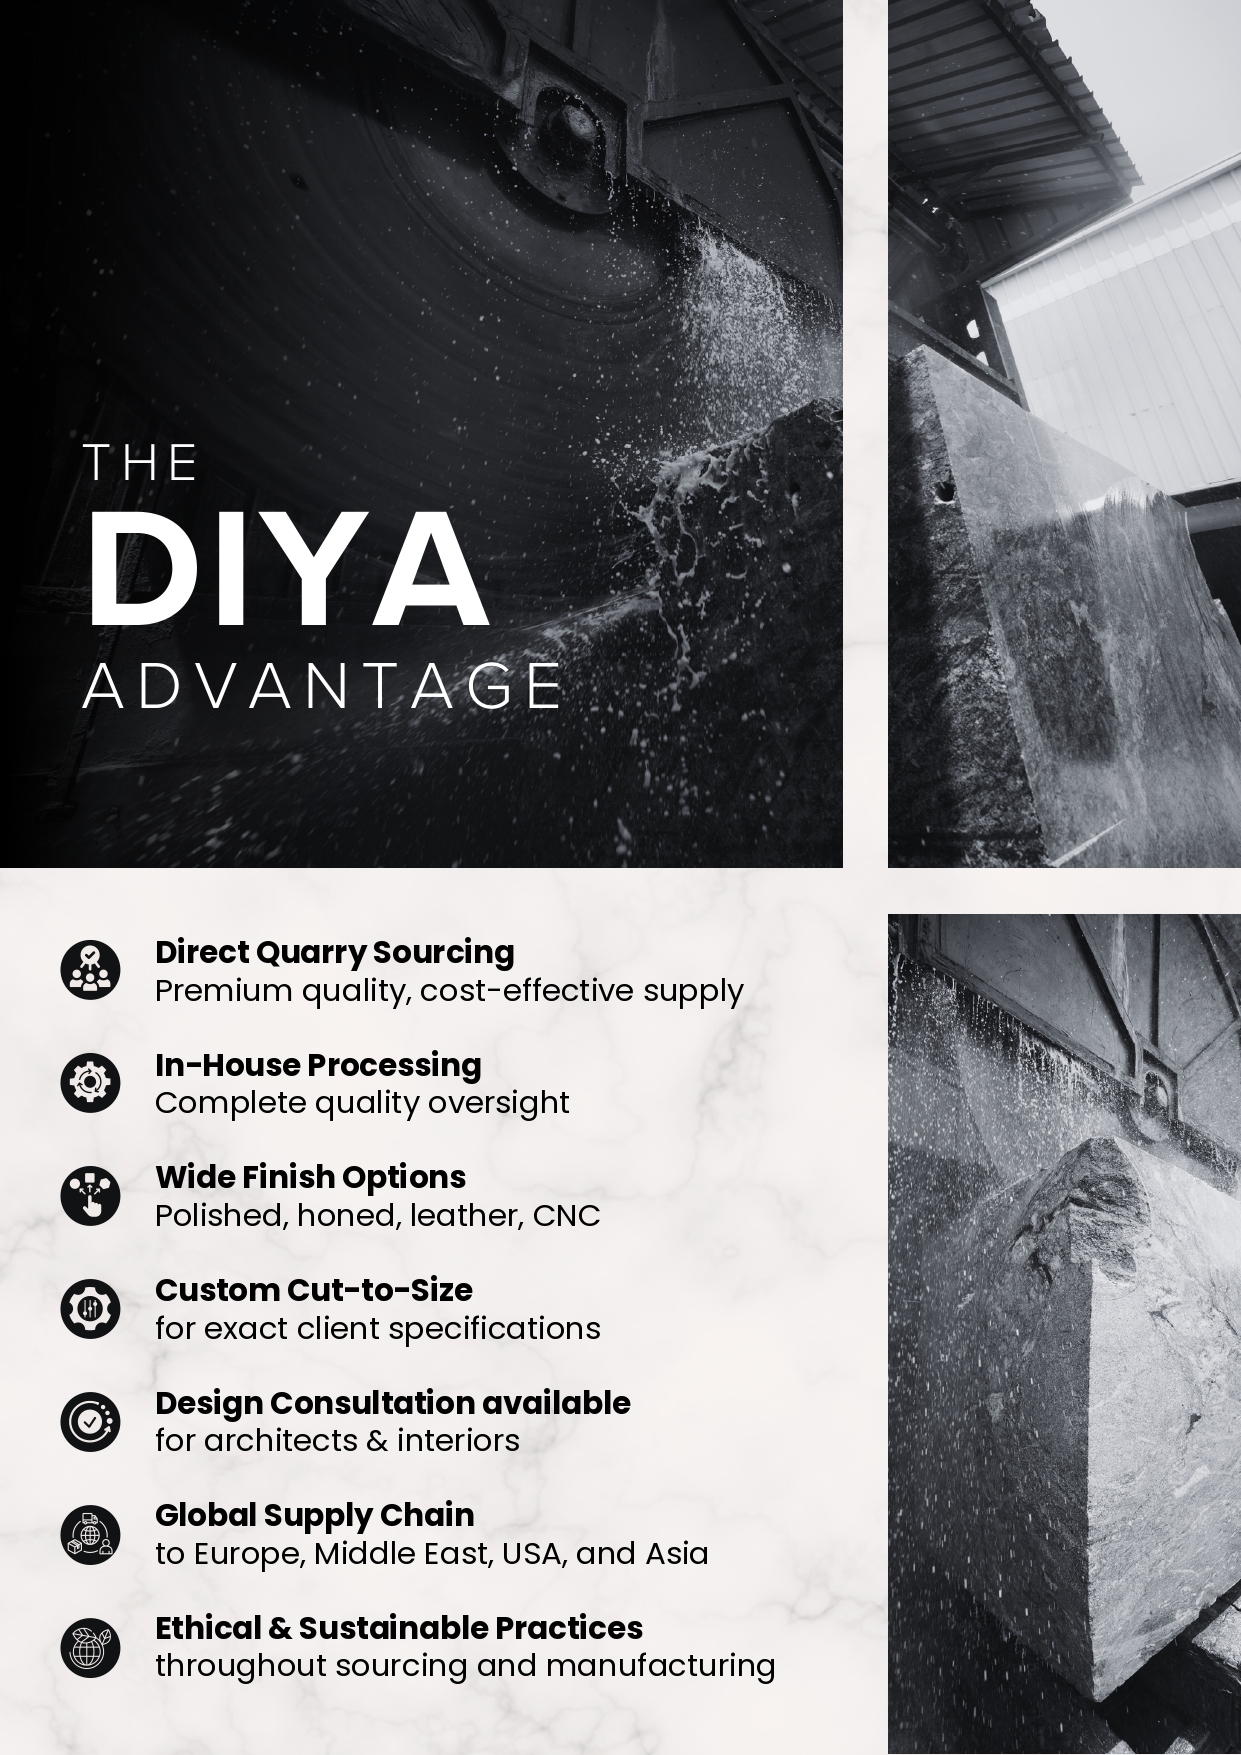 THE
DIYA
ADVANTAGE
Direct Quarry Sourcing
Premium quality, cost-effective supply
In-House Processing
Complete quality oversight
Wide Finish Options
Polished, honed, leather, CNC
Custom Cut-to-Size
for exact client specifications
Design Consultation available
for architects & interiors
Global Supply Chain
to Europe, Middle East, USA, and Asia
Ethical & Sustainable Practices
throughout sourcing and manufacturing